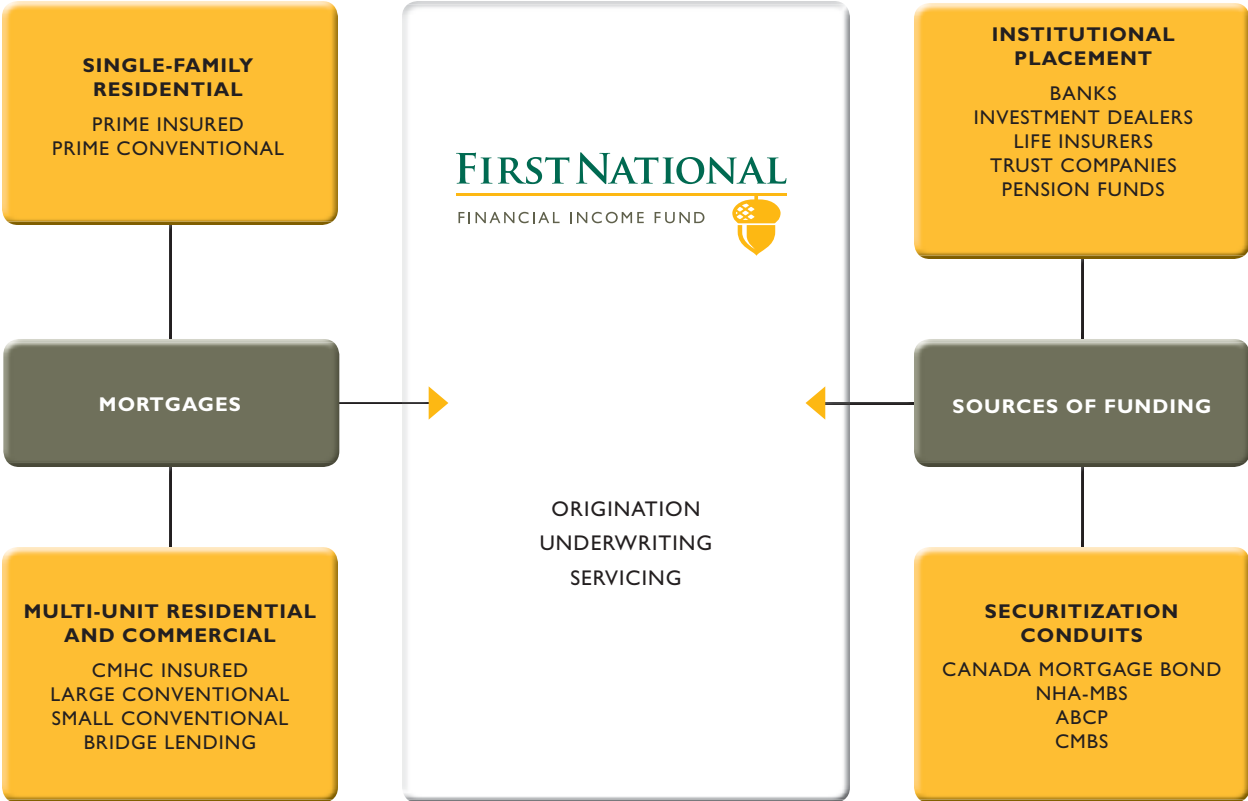 SINGLE-FAMILY
RESIDENTIAL
PRIME INSURED
PRIME CONVENTIONAL
MORTGAGES
MULTI-UNIT RESIDENTIAL
AND COMMERCIAL
CMHC INSURED
LARGE CONVENTIONAL
SMALL CONVENTIONAL
BRIDGE LENDING
FIRST NATIONAL
FINANCIAL INCOME FUND
ORIGINATION
UNDERWRITING
SERVICING
INSTITUTIONAL
PLACEMENT
BANKS
INVESTMENT DEALERS
LIFE INSURERS
TRUST COMPANIES
PENSION FUNDS
SOURCES OF FUNDING
SECURITIZATION
CONDUITS
CANADA MORTGAGE BOND
NHA-MBS
ABCP
CMBS